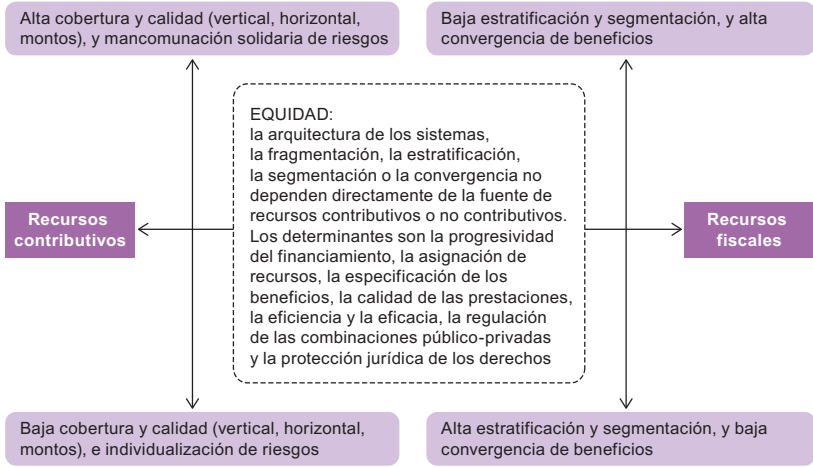 Alta cobertura y calidad (vertical, horizontal,
montos), y mancomunación solidaria de riesgos
Baja estratificación y segmentación, y alta
convergencia de beneficios
EQUIDAD:
la arquitectura de los sistemas,
la fragmentación, la estratificación,
la segmentación o la convergencia no
dependen directamente de la fuente de
recursos contributivos o no contributivos.
Los determinantes son la progresividad
del financiamiento, la asignación de
recursos, la especificación de los
beneficios, la calidad de las prestaciones,
la eficiencia y la eficacia, la regulación
de las combinaciones público-privadas
y la protección jurídica de los derechos
Recursos
contributivos
Recursos
fiscales
Baja cobertura y calidad (vertical, horizontal,
montos), e individualización de riesgos
Alta estratificación y segmentación, y baja
convergencia de beneficios